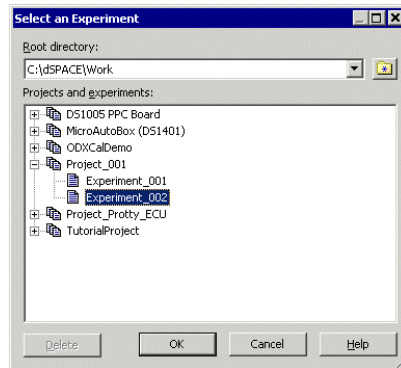 Select an Experiment
Root directory:
C:\dSPACE\Work
Projects and experiments:
DS1005 PPC Board
MicroAutoBox (DS1401)
ODXCalDemo
Project_001
Experiment_001
Experiment_002
Project_Protty_ECU
TutorialProject
Delete OK Cancel Help